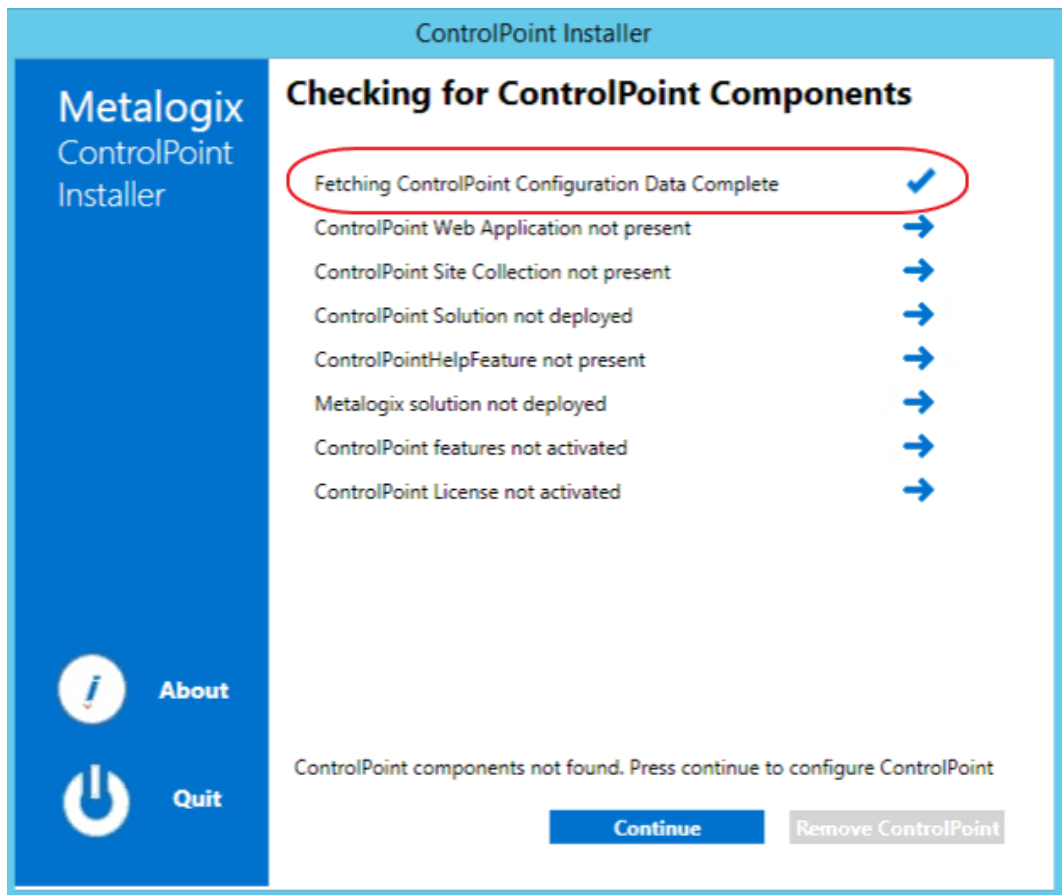 ControlPoint Installer
Metalogix
ControlPoint
Installer
Checking for ControlPoint Components
Fetching ControlPoint Configuration Data Complete
ControlPoint Web Application not present
ControlPoint Site Collection not present
ControlPoint Solution not deployed
ControlPointHelpFeature not present
Metalogix solution not deployed
ControlPoint features not activated
ControlPoint License not activated
About
Quit
ControlPoint components not found. Press continue to configure ControlPoint
Continue
Remove ControlPoint